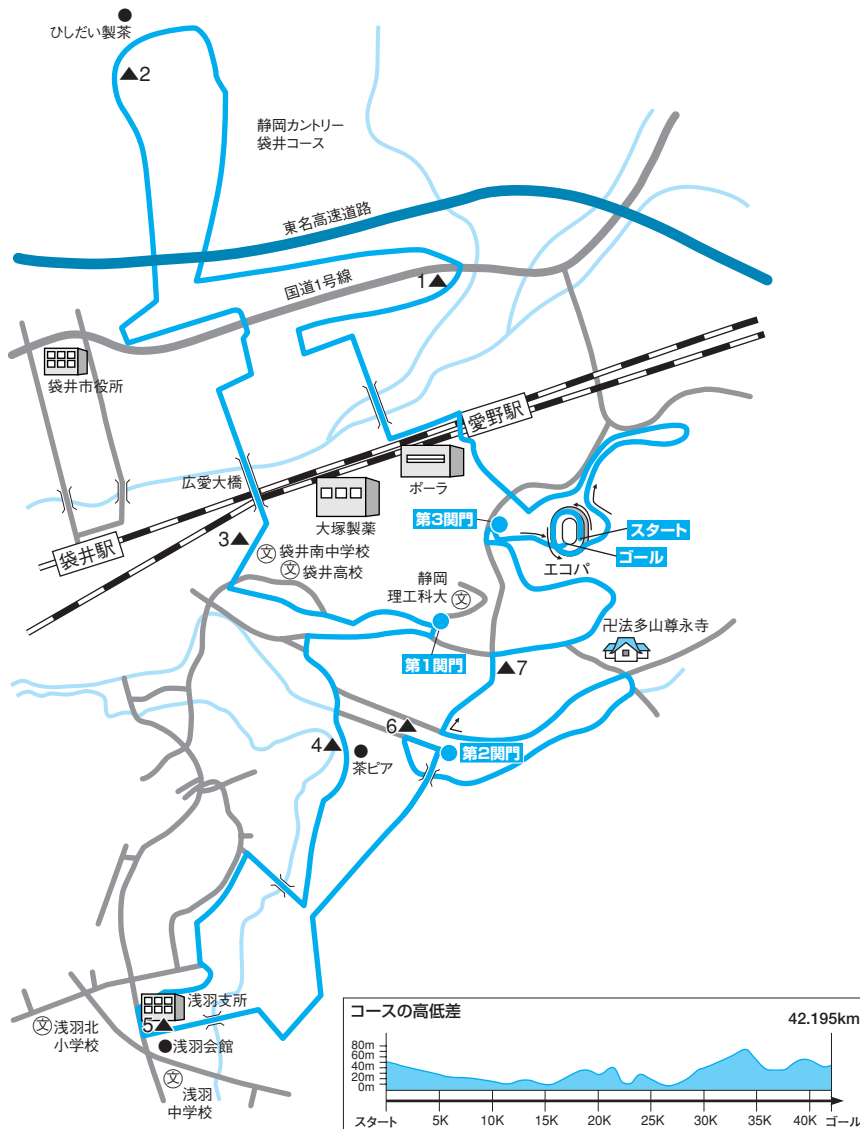 ひしだい製茶
▲2
静岡カントリー
袋井コース
東名高速道路
国道1号線
1▲
袋井市役所
愛野駅
広愛大橋
ポーラ
大塚製薬
第3関門
スタート
ゴール
エコパ
袋井駅
3▲
文 袋井南中学校
文 袋井高校
静岡
理工科大 文
卍法多山尊永寺
第1関門
▲7
6▲
4▲
茶ピア
第2関門
浅羽支所
5▲
文 浅羽北
小学校
浅羽会館
文
浅羽
中学校
コースの高低差
42.195km
80m
60m
40m
20m
0m
スタート 5K 10K 15K 20K 25K 30K 35K 40K ゴール